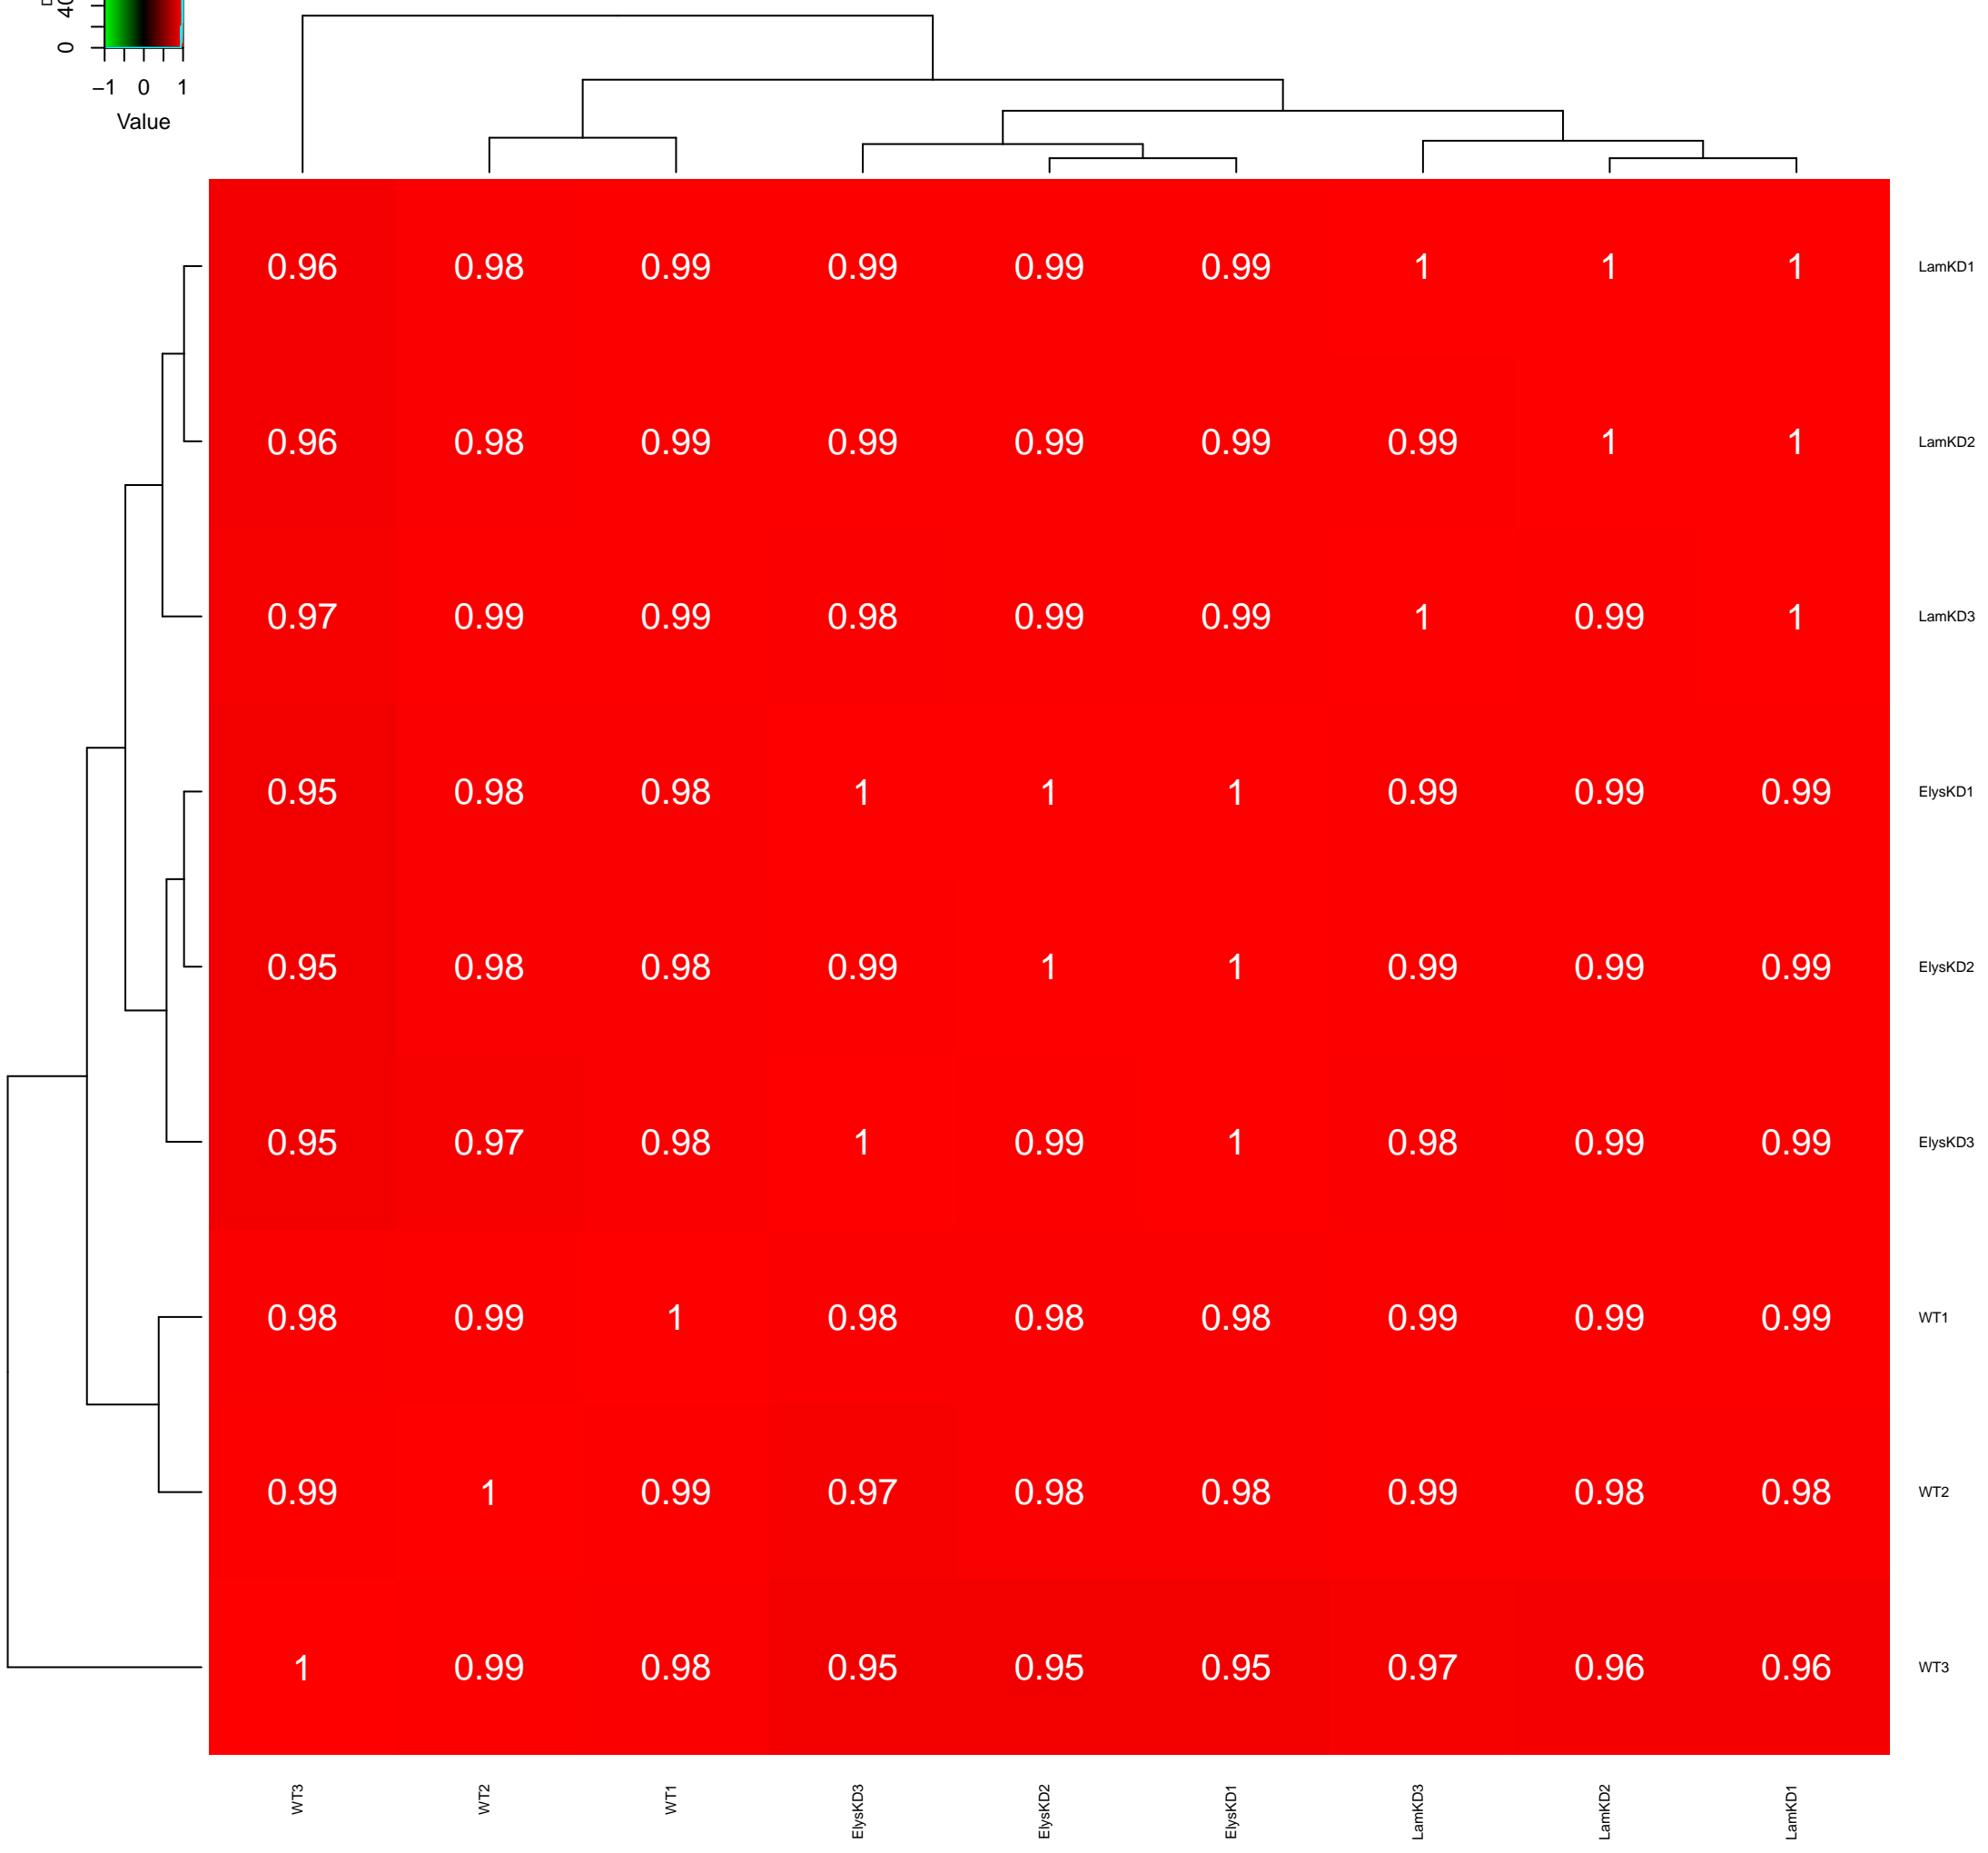 40
0
−1 0 1
Value
0.96 0.98 0.99 0.99 0.99 0.99 1 1 1 LamKD1
0.96 0.98 0.99 0.99 0.99 0.99 0.99 1 1 LamKD2
0.97 0.99 0.99 0.98 0.99 0.99 1 0.99 1 LamKD3
0.95 0.98 0.98 1 1 1 0.99 0.99 0.99 ElysKD1
0.95 0.98 0.98 0.99 1 1 0.99 0.99 0.99 ElysKD2
0.95 0.97 0.98 1 0.99 1 0.98 0.99 0.99 ElysKD3
0.98 0.99 1 0.98 0.98 0.98 0.99 0.99 0.99 WT1
0.99 1 0.99 0.97 0.98 0.98 0.99 0.98 0.98 WT2
1 0.99 0.98 0.95 0.95 0.95 0.97 0.96 0.96 WT3
WT3 WT2 WT1 ElysKD3 ElysKD2 ElysKD1 LamKD3 LamKD2 LamKD1